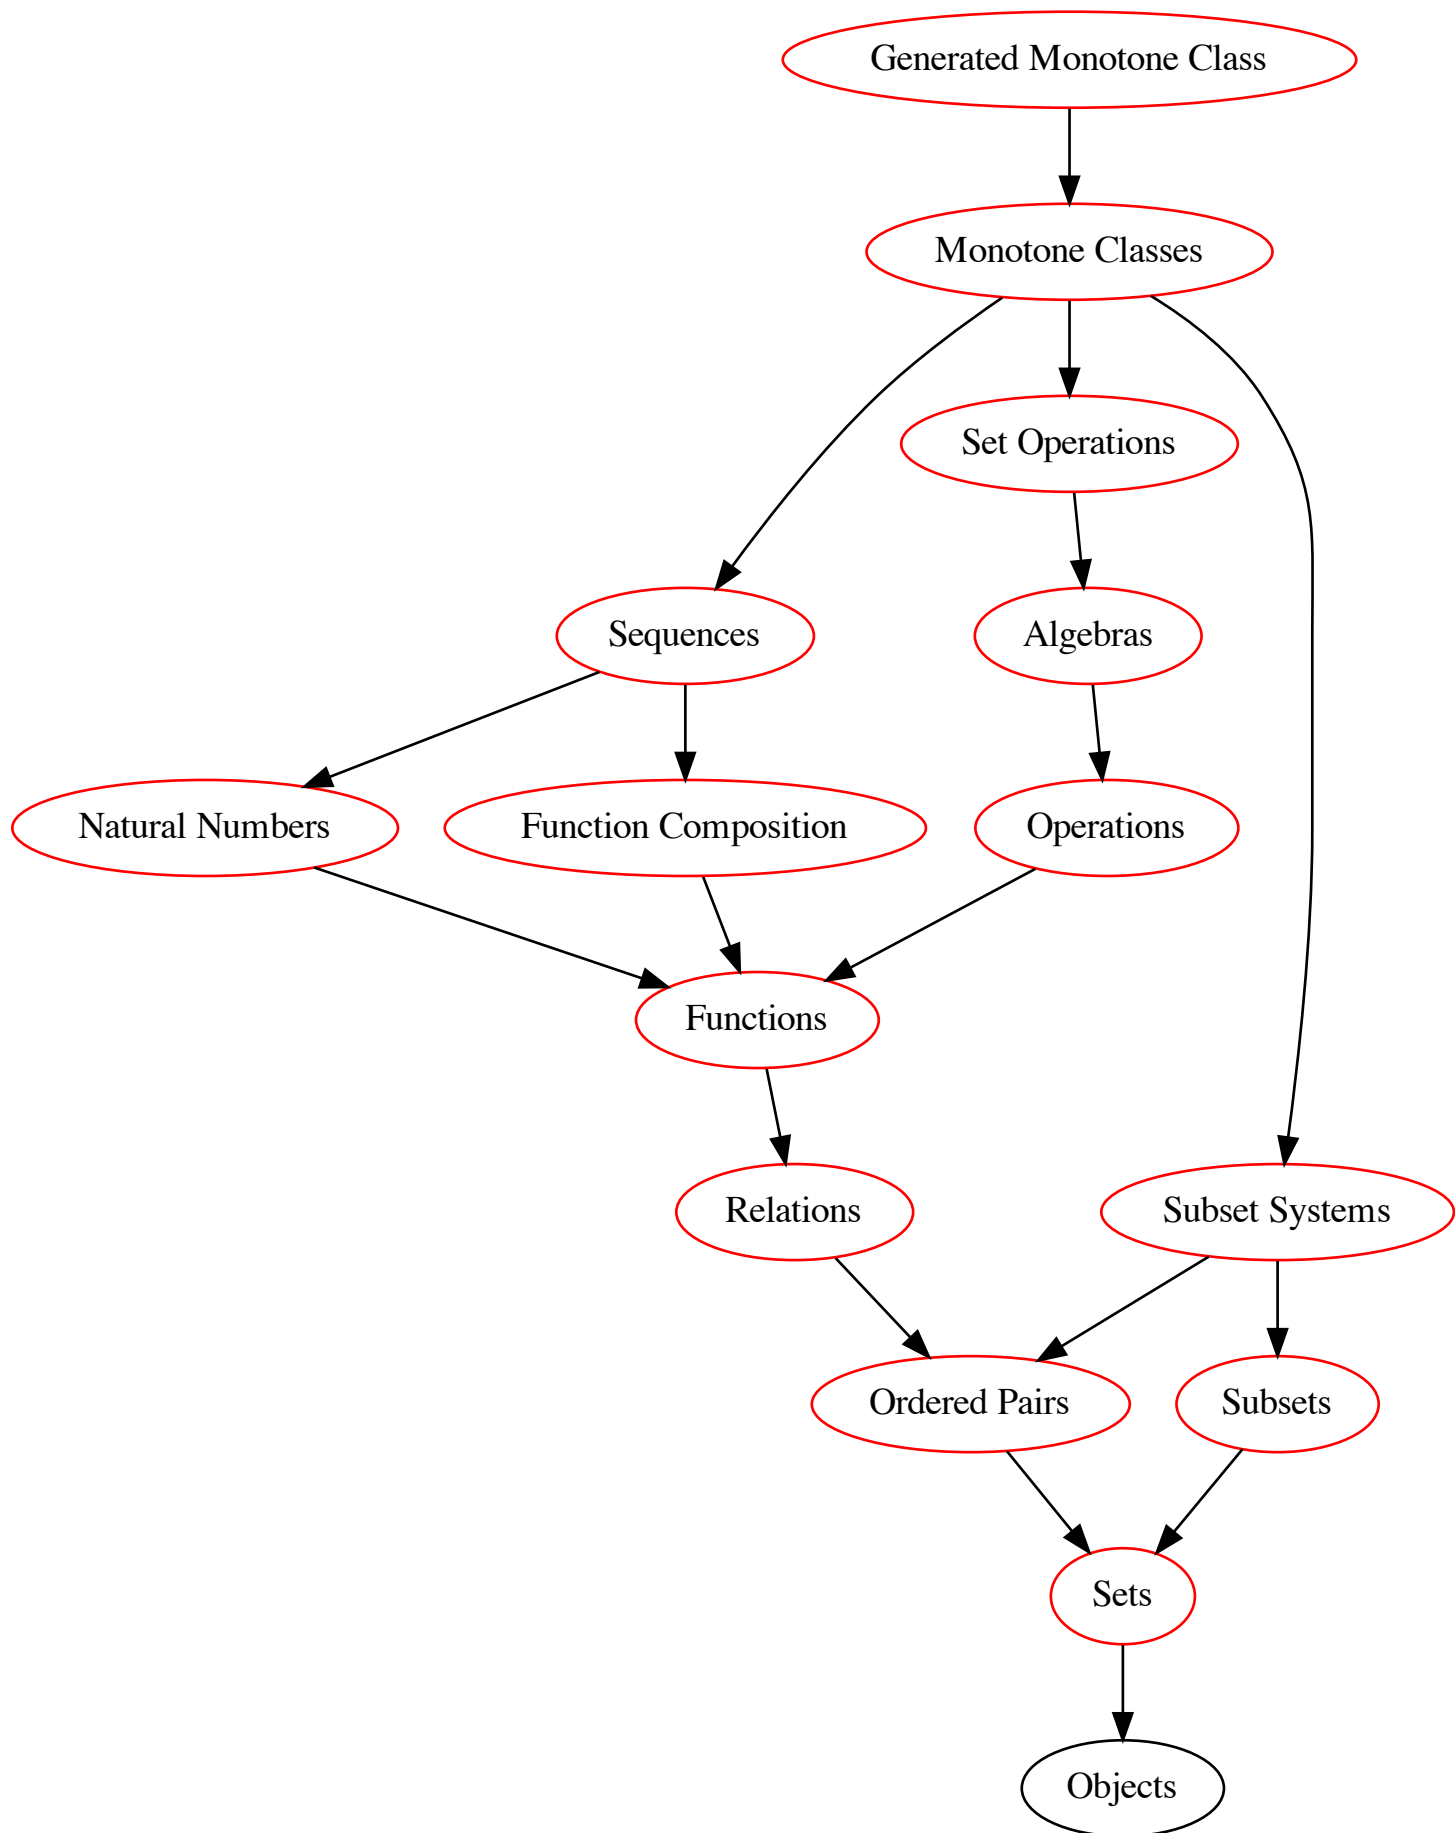 Generated Monotone Class
Monotone Classes
Set Operations
Sequences
Algebras
Natural Numbers
Function Composition
Operations
Functions
Relations
Subset Systems
Ordered Pairs
Subsets
Sets
Objects